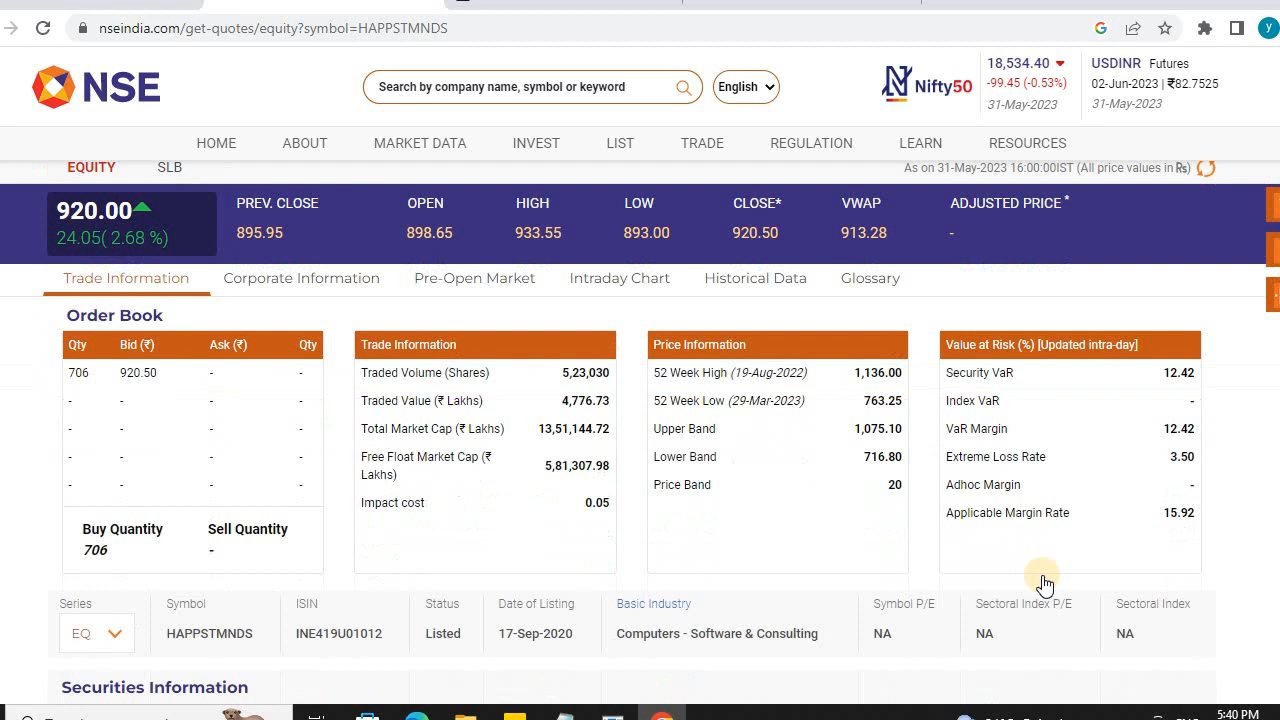 nseindia.com/get-quotes/equity?symbol=HAPPSTMNDS
y
NSE
Search by company name, symbol or keyword
English
Nifty50
18,534.40
-99.45 (-0.53%)
31-May-2023
USDINR Futures
02-Jun-2023 | ₹82.7525
31-May-2023
HOME ABOUT MARKET DATA INVEST LIST TRADE REGULATION LEARN RESOURCES
EQUITY SLB
As on 31-May-2023 16:00:00IST (All price values in ₨)
920.00
24.05( 2.68 %)
PREV. CLOSE OPEN HIGH LOW CLOSE* VWAP ADJUSTED PRICE *
895.95 898.65 933.55 893.00 920.50 913.28 -
Trade Information Corporate Information Pre-Open Market Intraday Chart Historical Data Glossary
Order Book
Qty Bid (₹) Ask (₹) Qty
706 920.50 - -
- - - -
- - - -
- - - -
- - - -
Buy Quantity Sell Quantity
706 -
Trade Information
Traded Volume (Shares) 5,23,030
Traded Value (₹ Lakhs) 4,776.73
Total Market Cap (₹ Lakhs) 13,51,144.72
Free Float Market Cap (₹
Lakhs) 5,81,307.98
Impact cost 0.05
Price Information
52 Week High (19-Aug-2022) 1,136.00
52 Week Low (29-Mar-2023) 763.25
Upper Band 1,075.10
Lower Band 716.80
Price Band 20
Value at Risk (%) [Updated intra-day]
Security VaR 12.42
Index VaR -
VaR Margin 12.42
Extreme Loss Rate 3.50
Adhoc Margin -
Applicable Margin Rate 15.92
Series Symbol ISIN Status Date of Listing Basic Industry Symbol P/E Sectoral Index P/E Sectoral Index
EQ HAPPSTMNDS INE419U01012 Listed 17-Sep-2020 Computers - Software & Consulting NA NA NA
Securities Information
5:40 PM